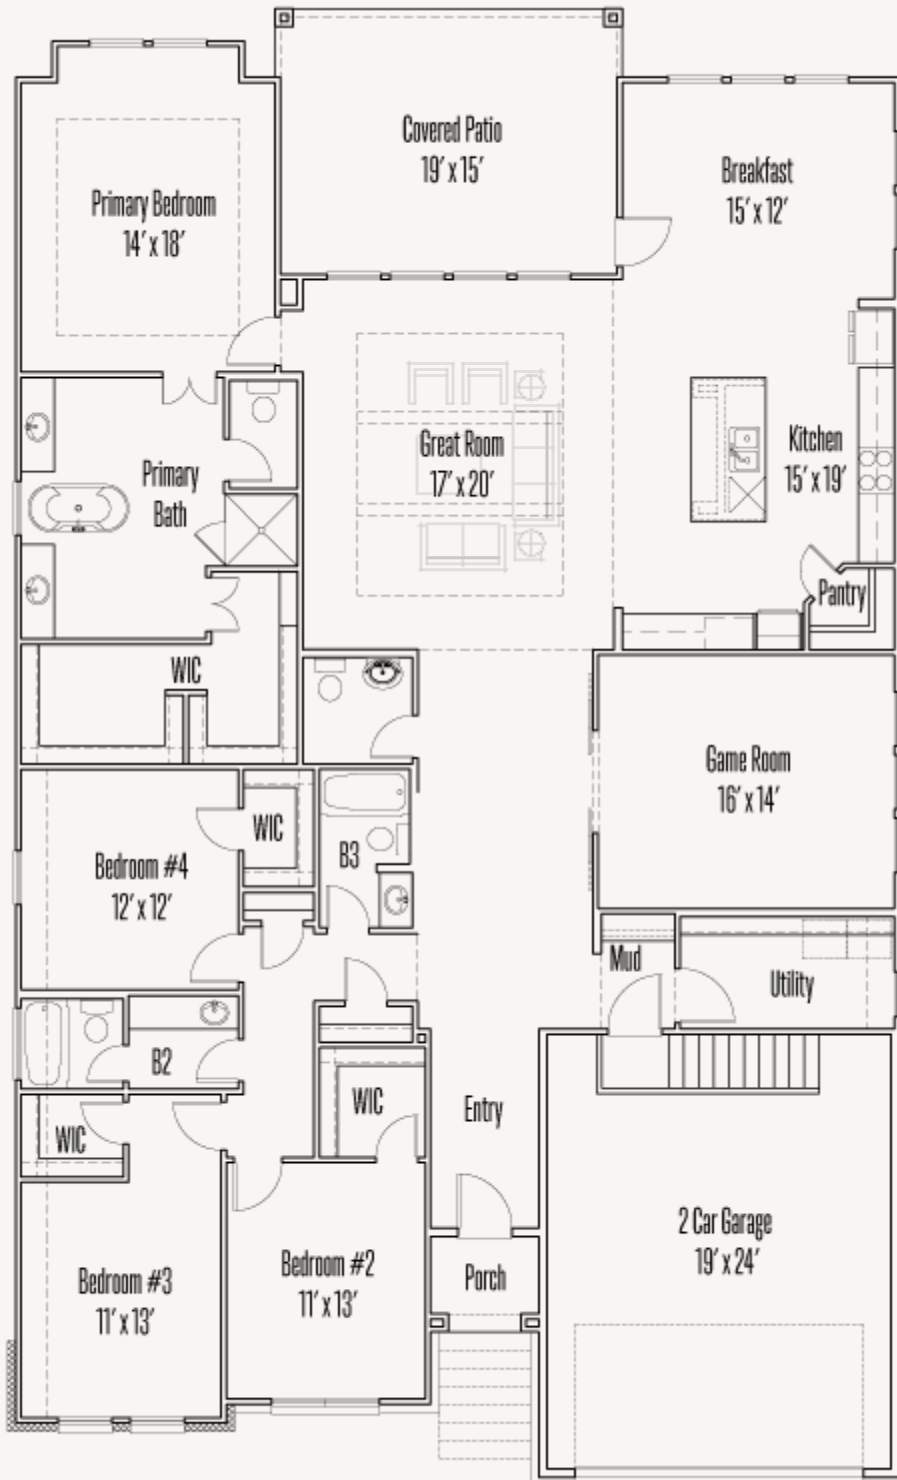 Covered Patio
19' x 15'
Breakfast
15' x 12'
Primary Bedroom
14' x 18'
Great Room
17' x 20'
Kitchen
15' x 19'
Primary
Bath
Pantry
WIC
Game Room
16' x 14'
WIC
B3
Bedroom #4
12' x 12'
Mud
Utility
B2
WIC
Entry
WIC
2 Car Garage
19' x 24'
Bedroom #2
11' x 13'
Porch
Bedroom #3
11' x 13'